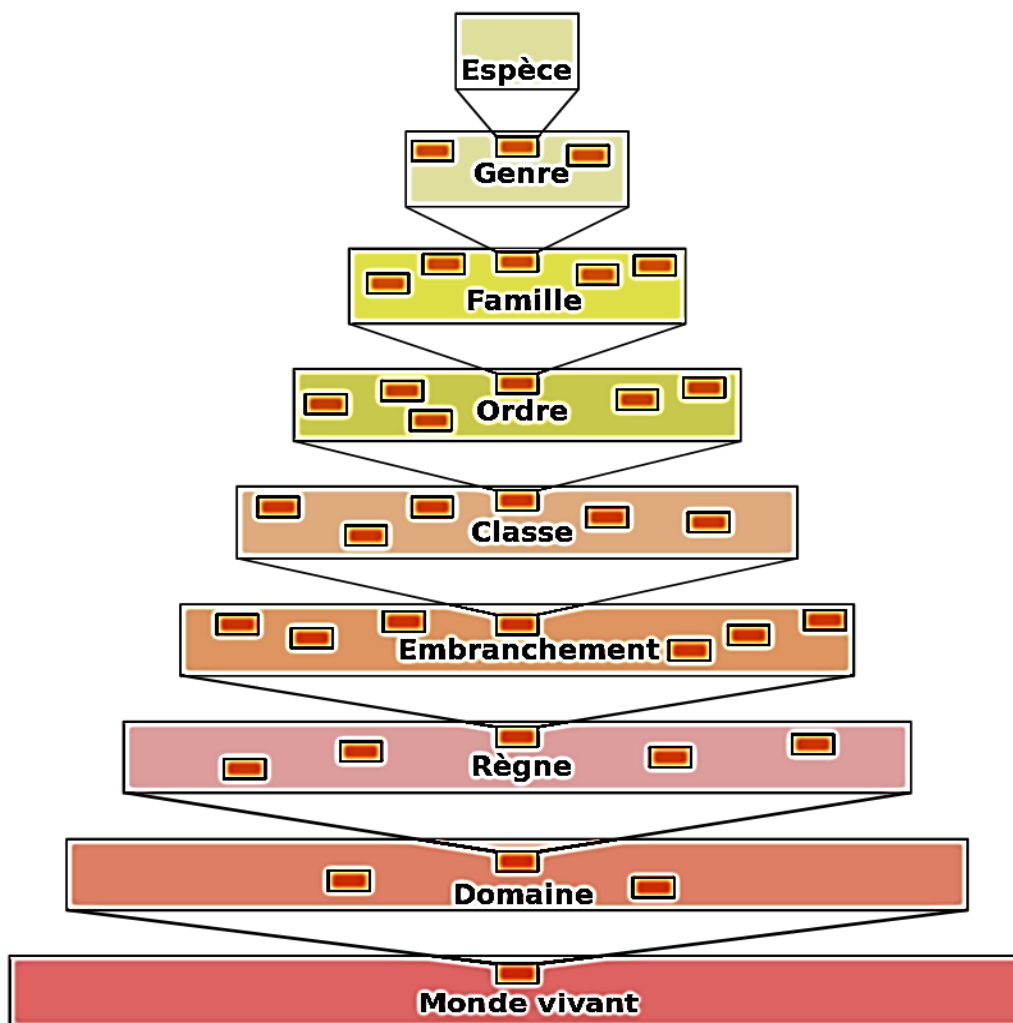 Espèce
Genre
Famille
Ordre
Classe
Embranchement
Règne
Domaine
Monde vivant